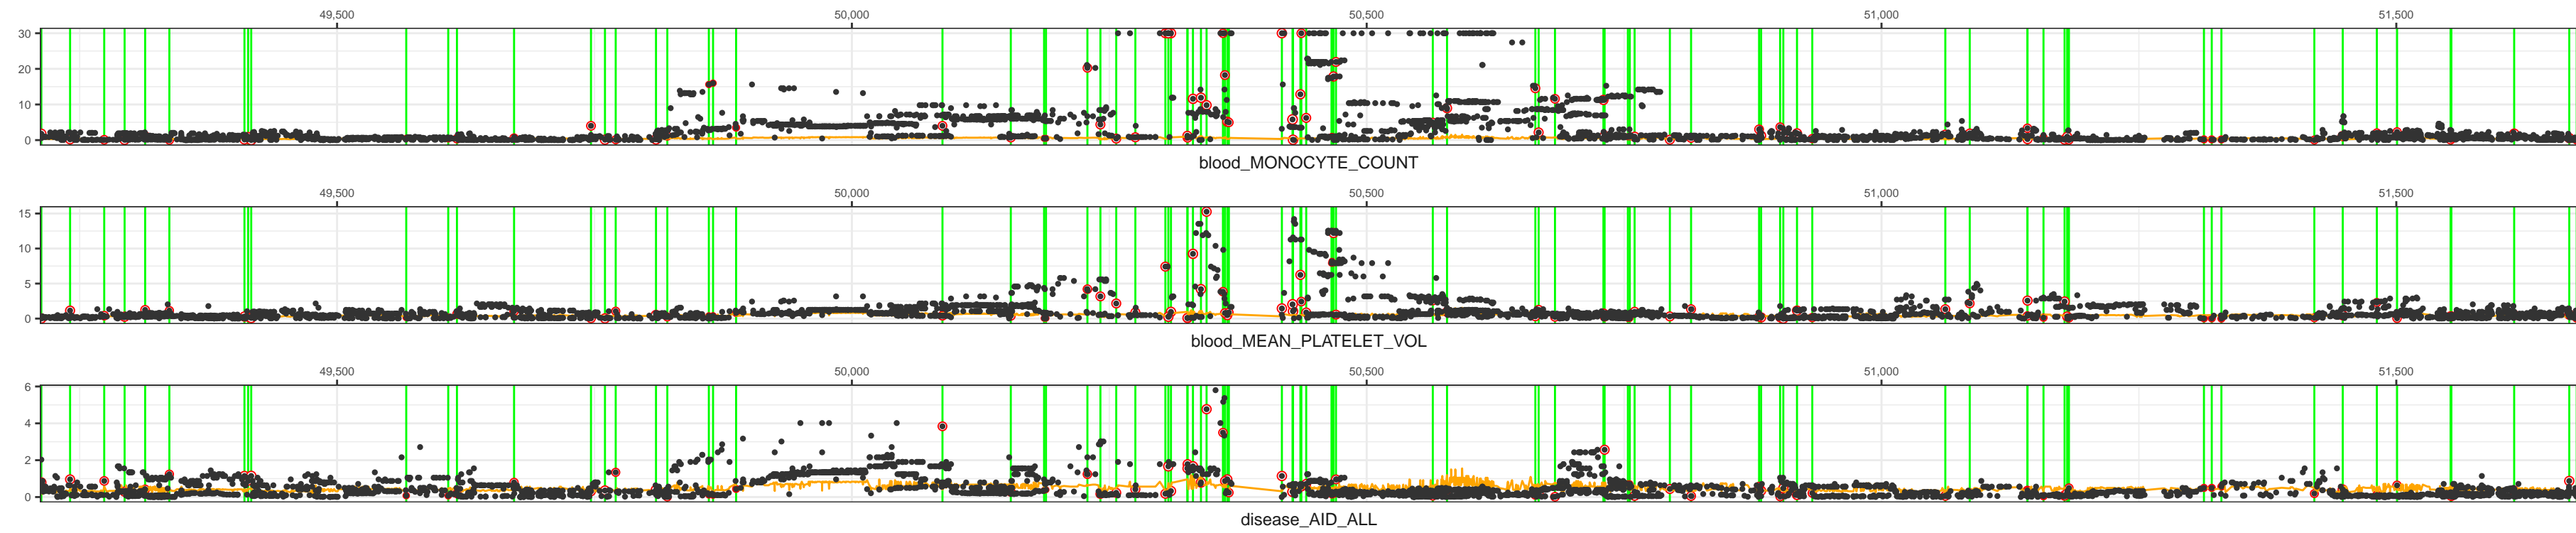 49,500 50,000 50,500 51,000 51,500
30
20
10
0
blood_MONOCYTE_COUNT
49,500 50,000 50,500 51,000 51,500
15
10
5
0
blood_MEAN_PLATELET_VOL
49,500 50,000 50,500 51,000 51,500
6
4
2
0
disease_AID_ALL